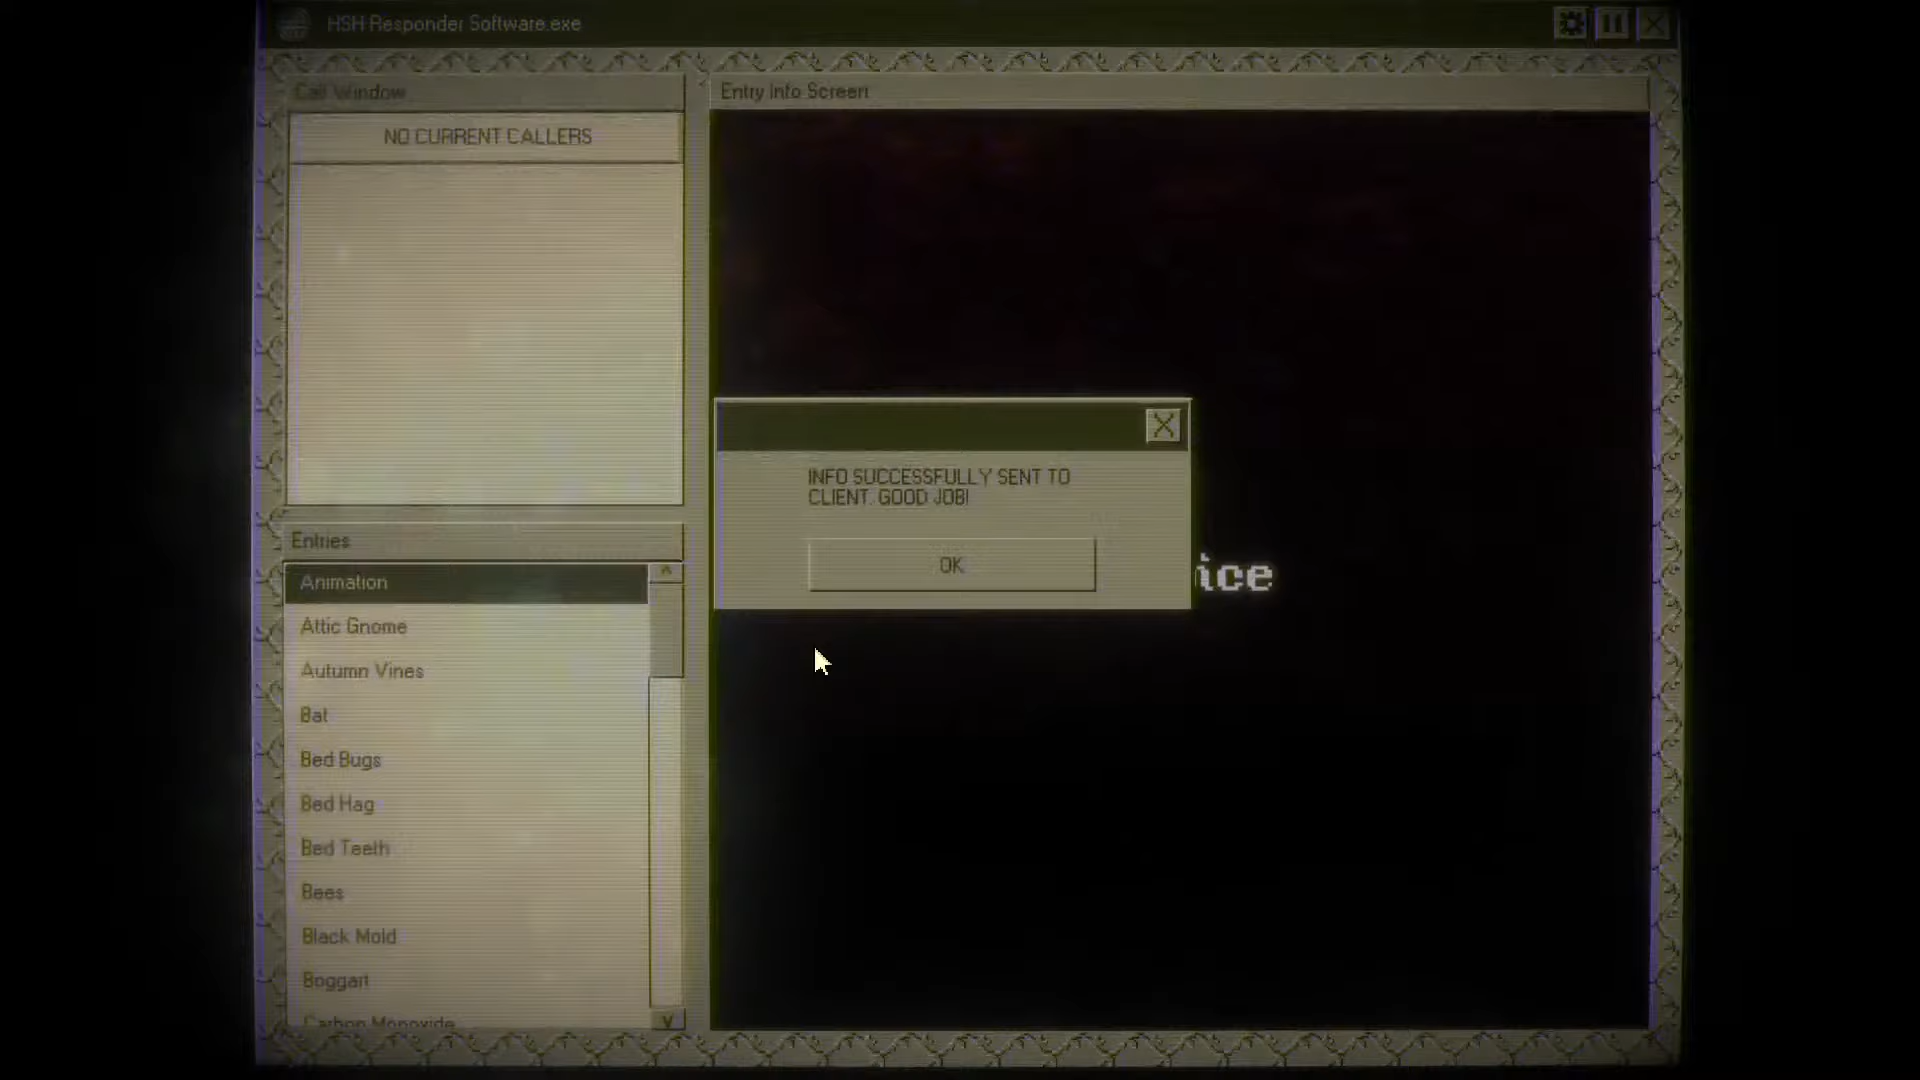 HSH Responder Software.exe
Call Window
NO CURRENT CALLERS
Entry Info Screen
INFO SUCCESSFULLY SENT TO
CLIENT. GOOD JOB!
OK
ice
Entries
Animation
Attic Gnome
Autumn Vines
Bat
Bed Bugs
Bed Hag
Bed Teeth
Bees
Black Mold
Boggart
Carbon Monoxide